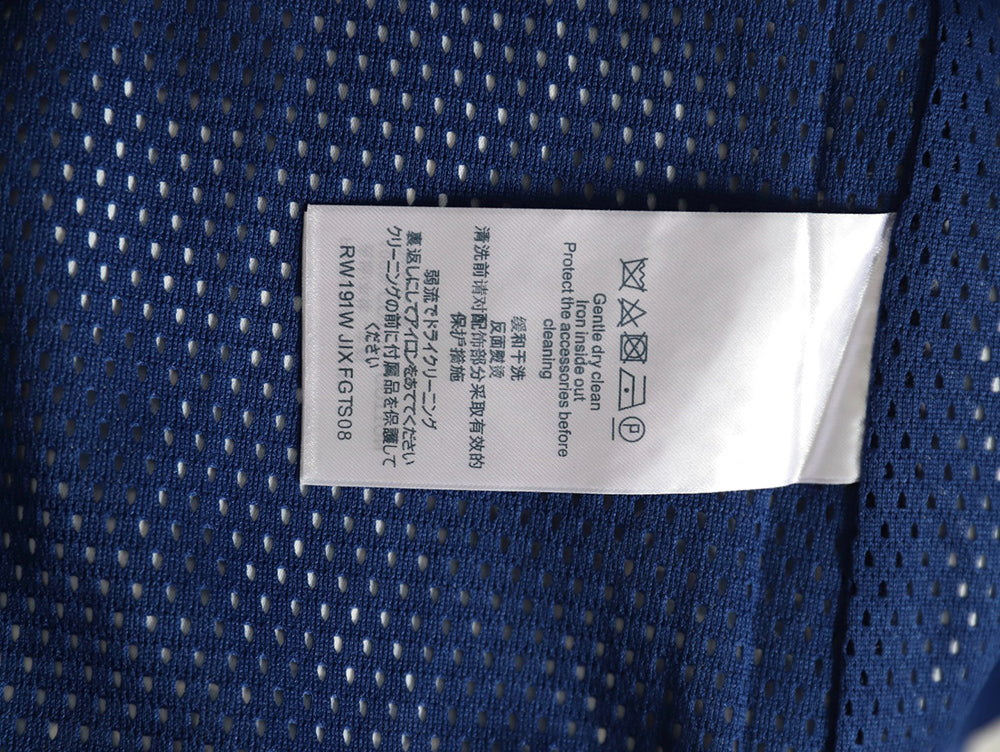 Gentle dry clean
Iron inside out
Protect the accessories before
cleaning
缓和干洗
反面熨烫
清洗前请对配饰部分采取有效的
保护措施
弱流でドライクリーニング
裏返しにしてアイロンをあててください
クリーニングの前に付属品を保護して
ください
RW191W JIXFGTS08